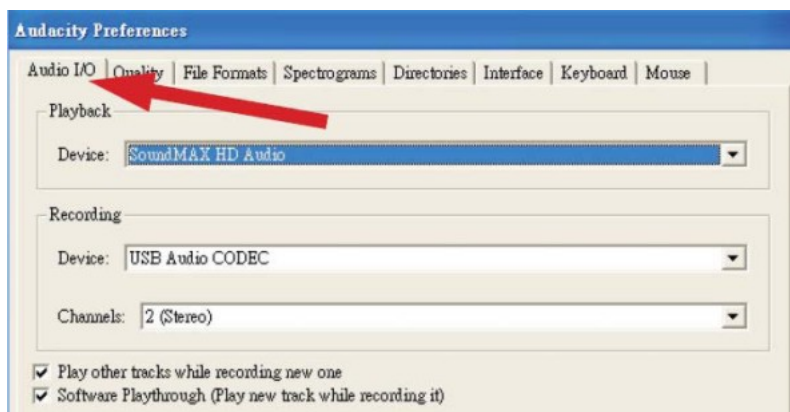 Audacity Preferences
Audio I/O Quality File Formats Spectrograms Directories Interface Keyboard Mouse
Playback
Device: SoundMAX HD Audio
Recording
Device: USB Audio CODEC
Channels: 2 (Stereo)
Play other tracks while recording new one
Software Playthrough (Play new track while recording it)